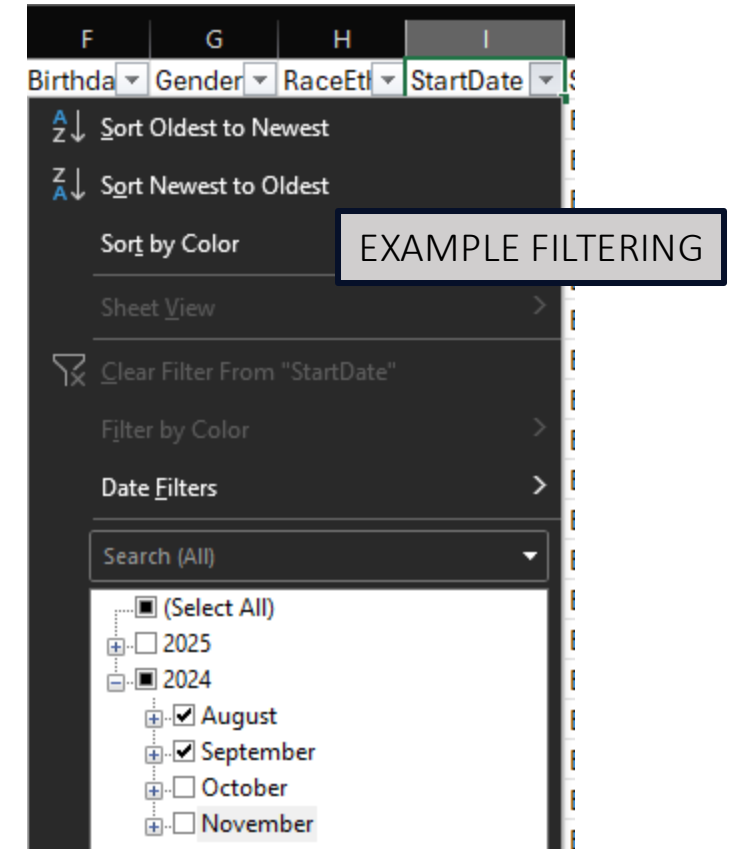 F G H I
Birthda Gender RaceEtl StartDate
Sort Oldest to Newest
Sort Newest to Oldest
Sort by Color
EXAMPLE FILTERING
Sheet View
Clear Filter From "StartDate"
Filter by Color
Date Filters
Search (All)
(Select All)
2025
2024
August
September
October
November